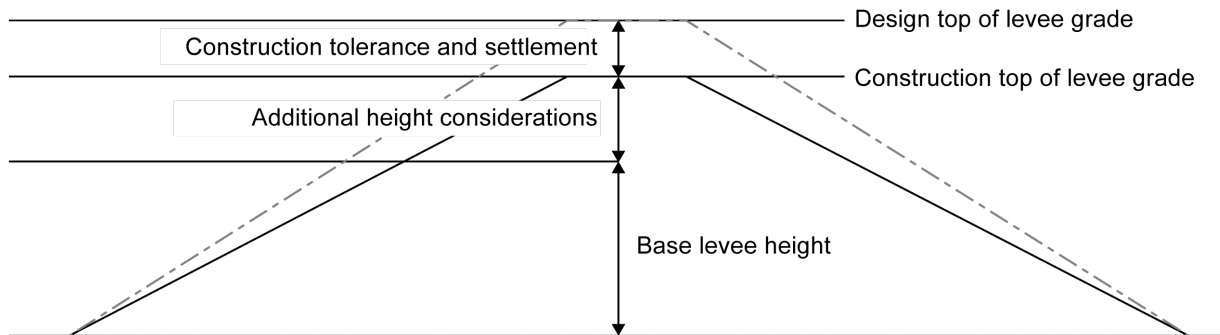 Design top of levee grade
Construction tolerance and settlement
Construction top of levee grade
Additional height considerations
Base levee height